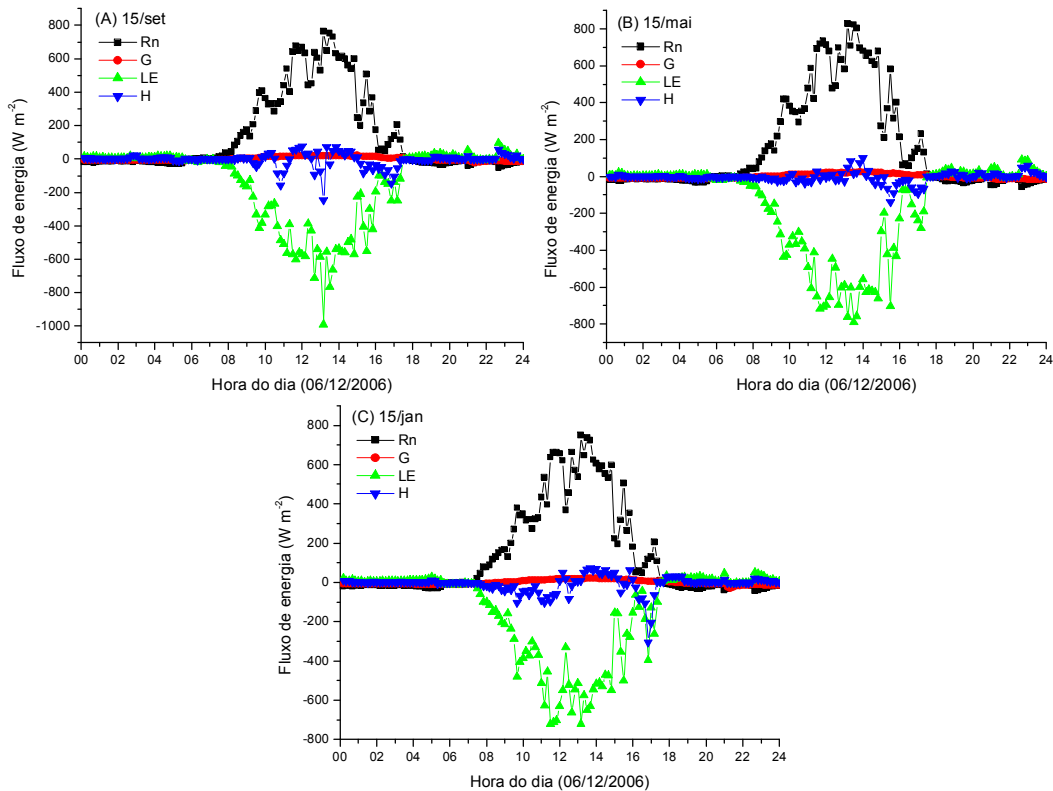 (A) 15/set
Rn
G
LE
H
Fluxo de energia (W m-2)
800
600
400
200
0
-200
-400
-600
-800
-1000
00 02 04 06 08 10 12 14 16 18 20 22 24
Hora do dia (06/12/2006)
(B) 15/mai
Rn
G
LE
H
Fluxo de energia (W m-2)
800
600
400
200
0
-200
-400
-600
-800
00 02 04 06 08 10 12 14 16 18 20 22 24
Hora do dia (06/12/2006)
(C) 15/jan
Rn
G
LE
H
Fluxo de energia (W m-2)
800
600
400
200
0
-200
-400
-600
-800
00 02 04 06 08 10 12 14 16 18 20 22 24
Hora do dia (06/12/2006)